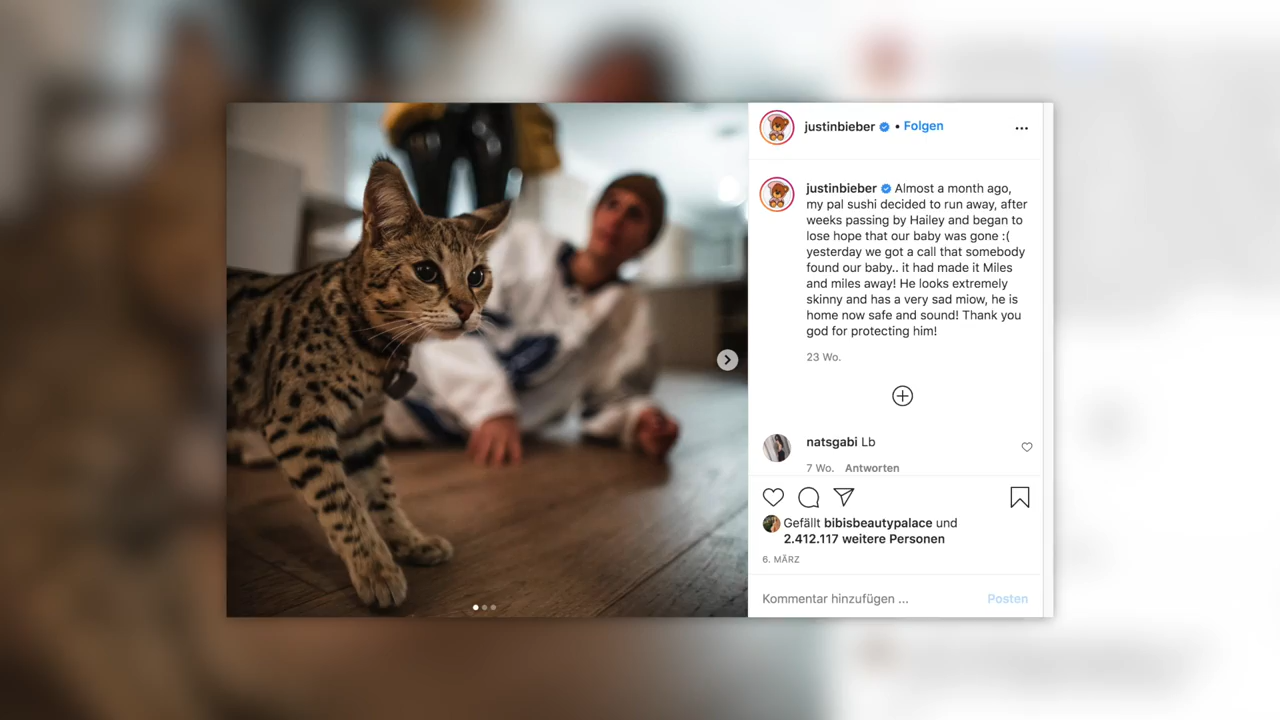 justinbieber • Folgen
justinbieber Almost a month ago,
my pal sushi decided to run away, after
weeks passing by Hailey and began to
lose hope that our baby was gone :(
yesterday we got a call that somebody
found our baby.. it had made it Miles
and miles away! He looks extremely
skinny and has a very sad miow, he is
home now safe and sound! Thank you
god for protecting him!
23 Wo.
natsgabi Lb
7 Wo. Antworten
Gefällt bibisbeautypalace und
2.412.117 weitere Personen
6. MÄRZ
Kommentar hinzufügen ... Posten